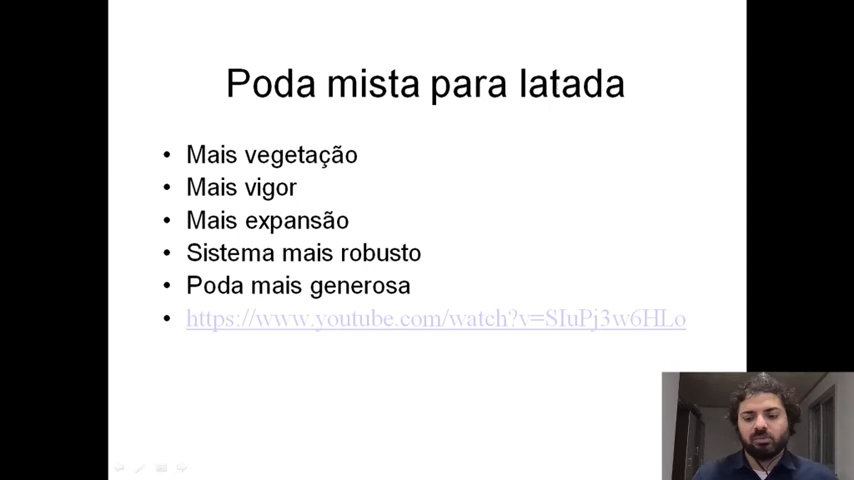 Poda mista para latada
• Mais vegetação
• Mais vigor
• Mais expansão
• Sistema mais robusto
• Poda mais generosa
• https://www.youtube.com/watch?v=SIuPj3w6HLo